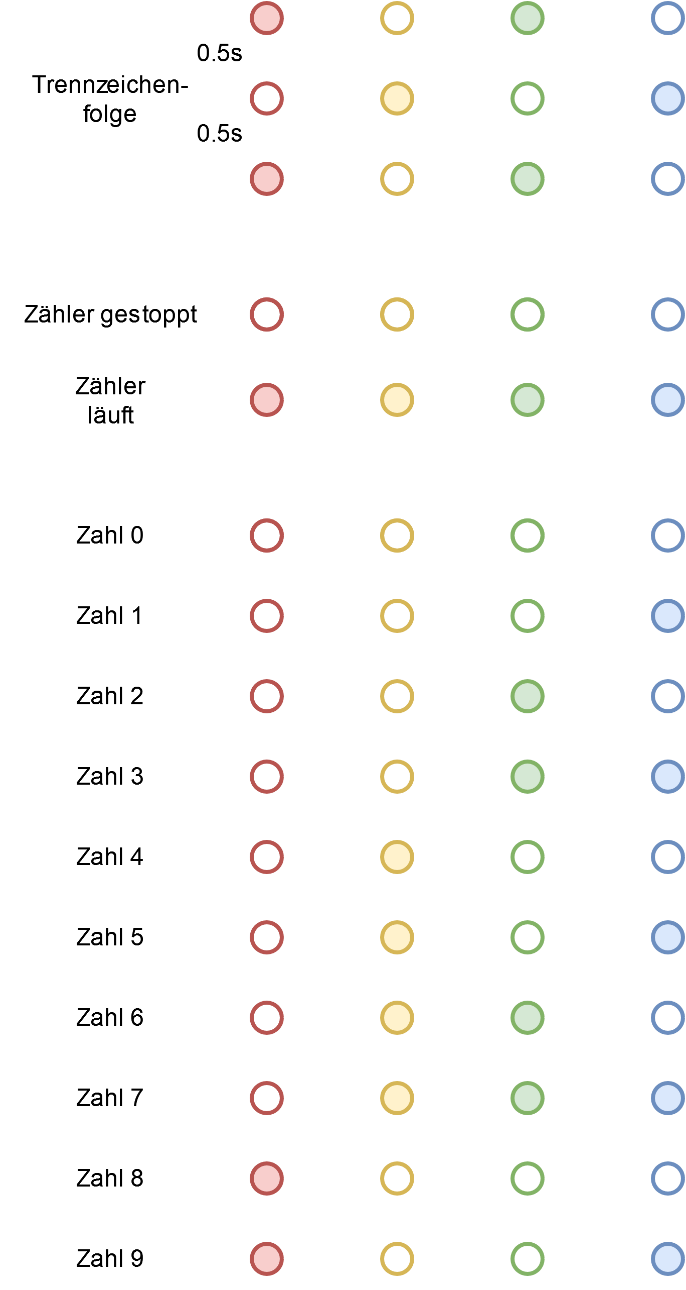 0.5s
Trennzeichen-
folge
0.5s
Zähler gestoppt
Zähler
läuft
Zahl 0
Zahl 1
Zahl 2
Zahl 3
Zahl 4
Zahl 5
Zahl 6
Zahl 7
Zahl 8
Zahl 9